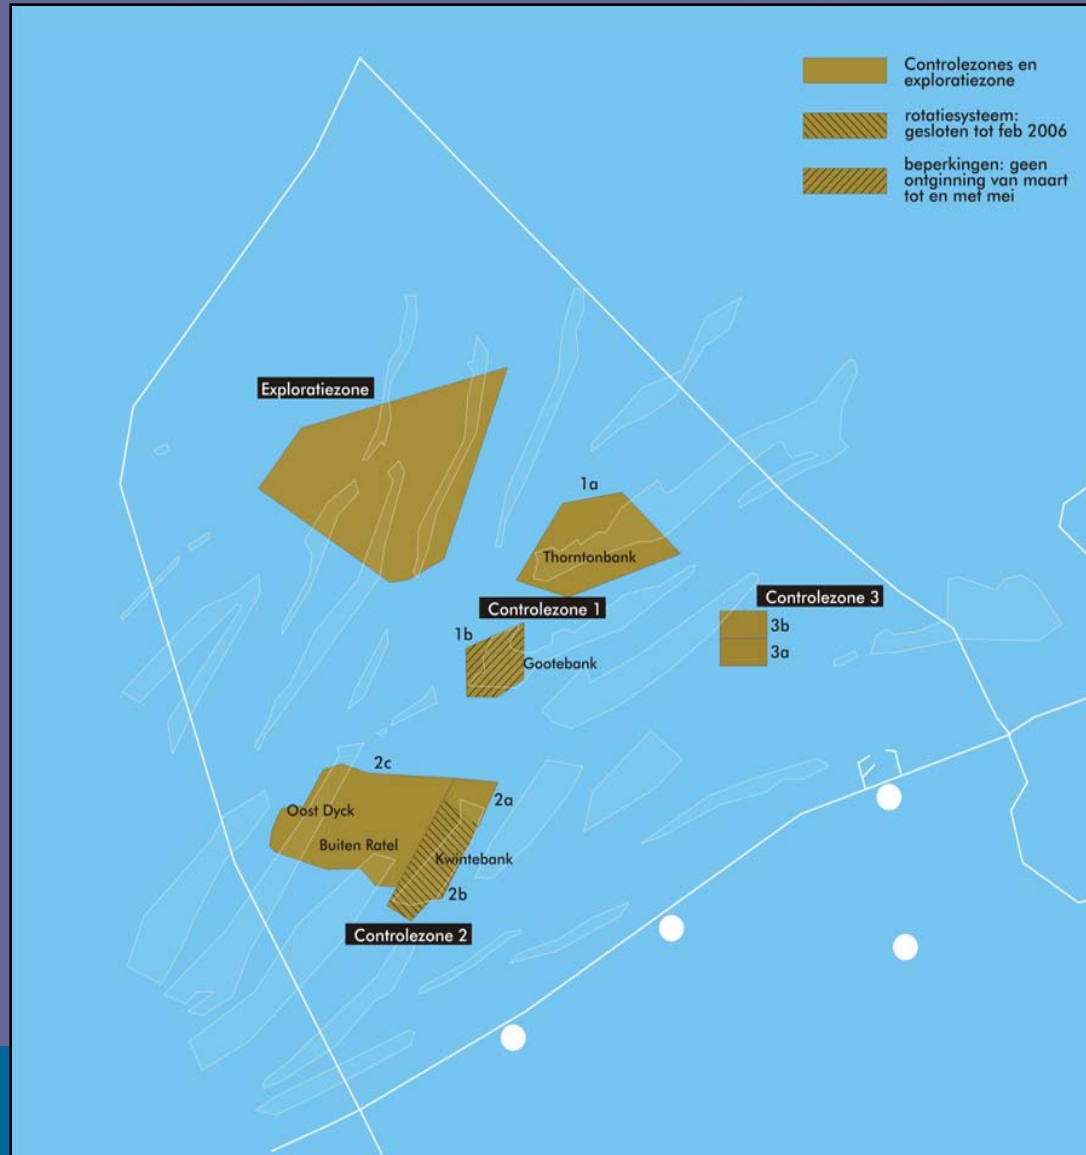 Controlezones en
exploratiezone
rotatiesysteem:
gesloten tot feb 2006
beperkingen: geen
ontginning van maart
tot en met mei
Exploratiezone
1a
Thorntonbank
Controlezone 1
Controlezone 3
1b
3b
Gootebank
3a
2c
2a
Oost Dyck
Buiten Ratel
Kwintebank
2b
Controlezone 2